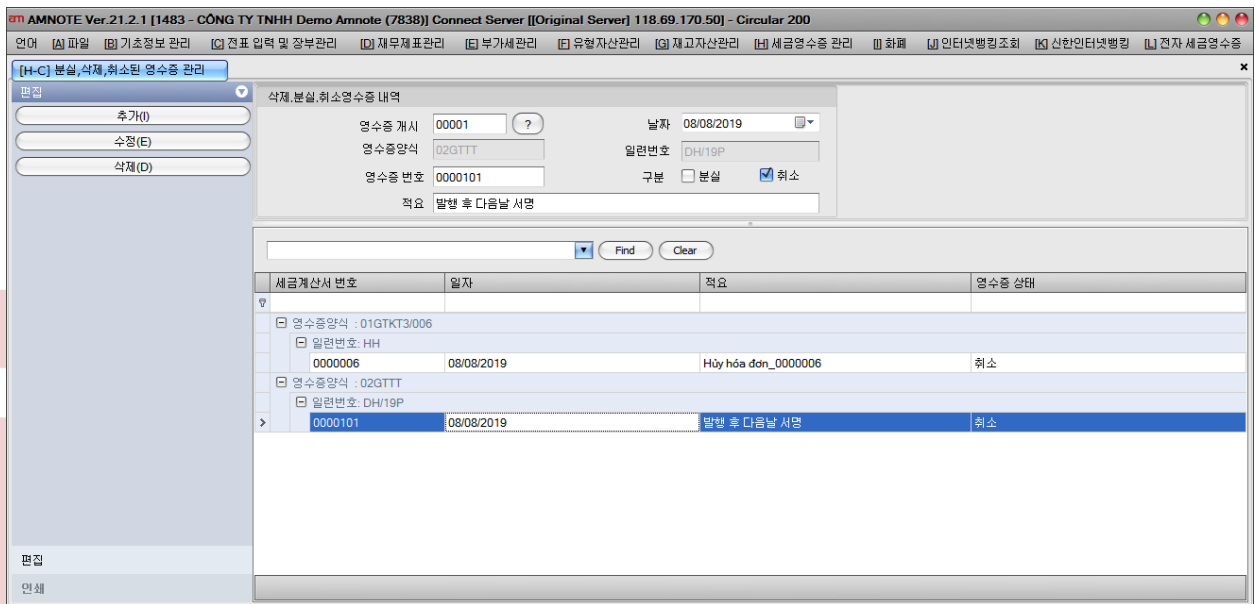 am AMNOTE Ver.21.2.1 [1483 - CÔNG TY TNHH Demo Amnote (7838)] Connect Server [[Original Server] 118.69.170.50] - Circular 200
언어 [A] 파일 [B] 기초정보 관리 [C] 전표 입력 및 장부관리 [D] 재무제표관리 [E] 부가세관리 [F] 유형자산관리 [G] 재고자산관리 [H] 세금영수증 관리 [I] 화폐 [J] 인터넷뱅킹조회 [K] 신한인터넷뱅킹 [L] 전자 세금영수증
[H-C] 분실,삭제,취소된 영수증 관리 x
편집
추가(I)
수정(E)
삭제(D)
삭제,분실,취소영수증 내역
영수증 개시 00001 ? 날짜 08/08/2019
영수증양식 02GTTT 일련번호 DH/19P
영수증 번호 0000101 구분 분실 취소
적요 발행 후 다음날 서명
Find Clear
세금계산서 번호 일자 적요 영수증 상태
영수증양식 : 01GTKT3/006
일련번호: HH
0000006 08/08/2019 Hủy hóa đơn_0000006 취소
영수증양식 : 02GTTT
일련번호: DH/19P
0000101 08/08/2019 발행 후 다음날 서명 취소
편집
인쇄